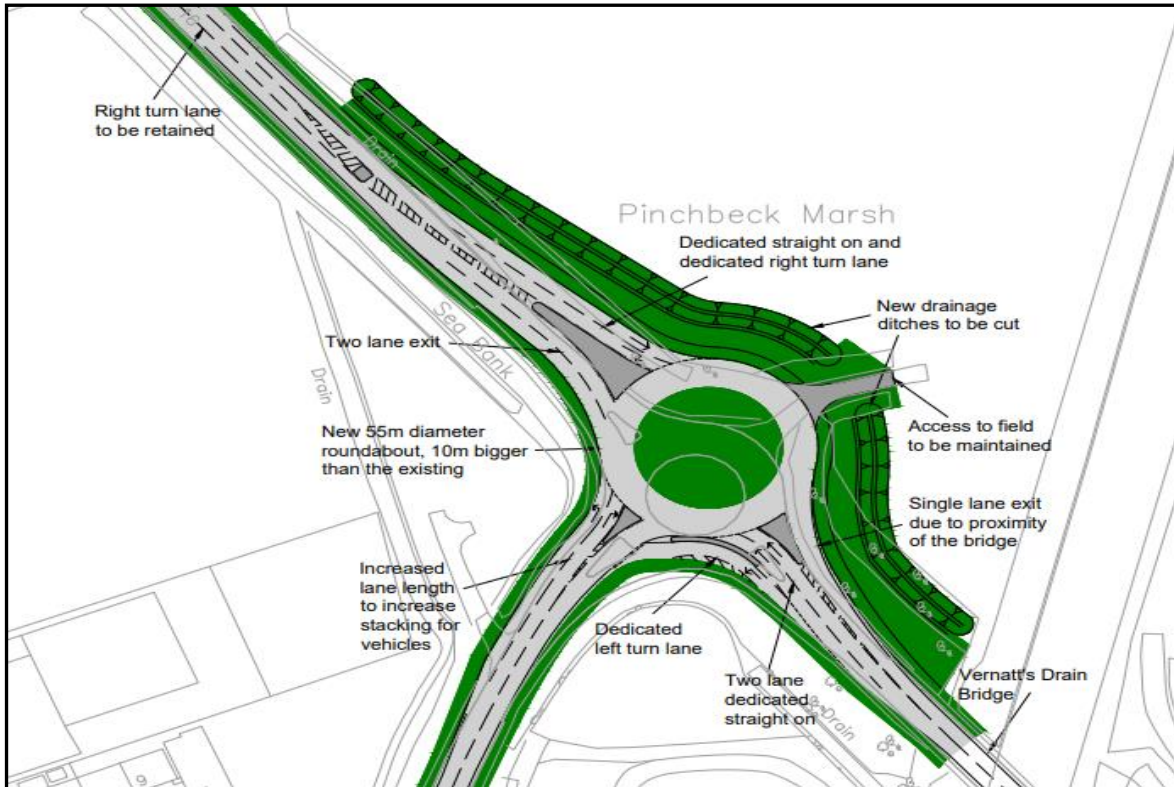 Right turn lane
to be retained
Drain
Pinchbeck Marsh
Dedicated straight on and
dedicated right turn lane
New drainage
ditches to be cut
Sea Bank
Two lane exit
Drain
New 55m diameter
roundabout, 10m bigger
than the existing
Access to field
to be maintained
Single lane exit
due to proximity
of the bridge
Increased
lane length
to increase
stacking for
vehicles
Dedicated
left turn lane
Two lane
dedicated
straight on
Vernatt's Drain
Bridge
Drain